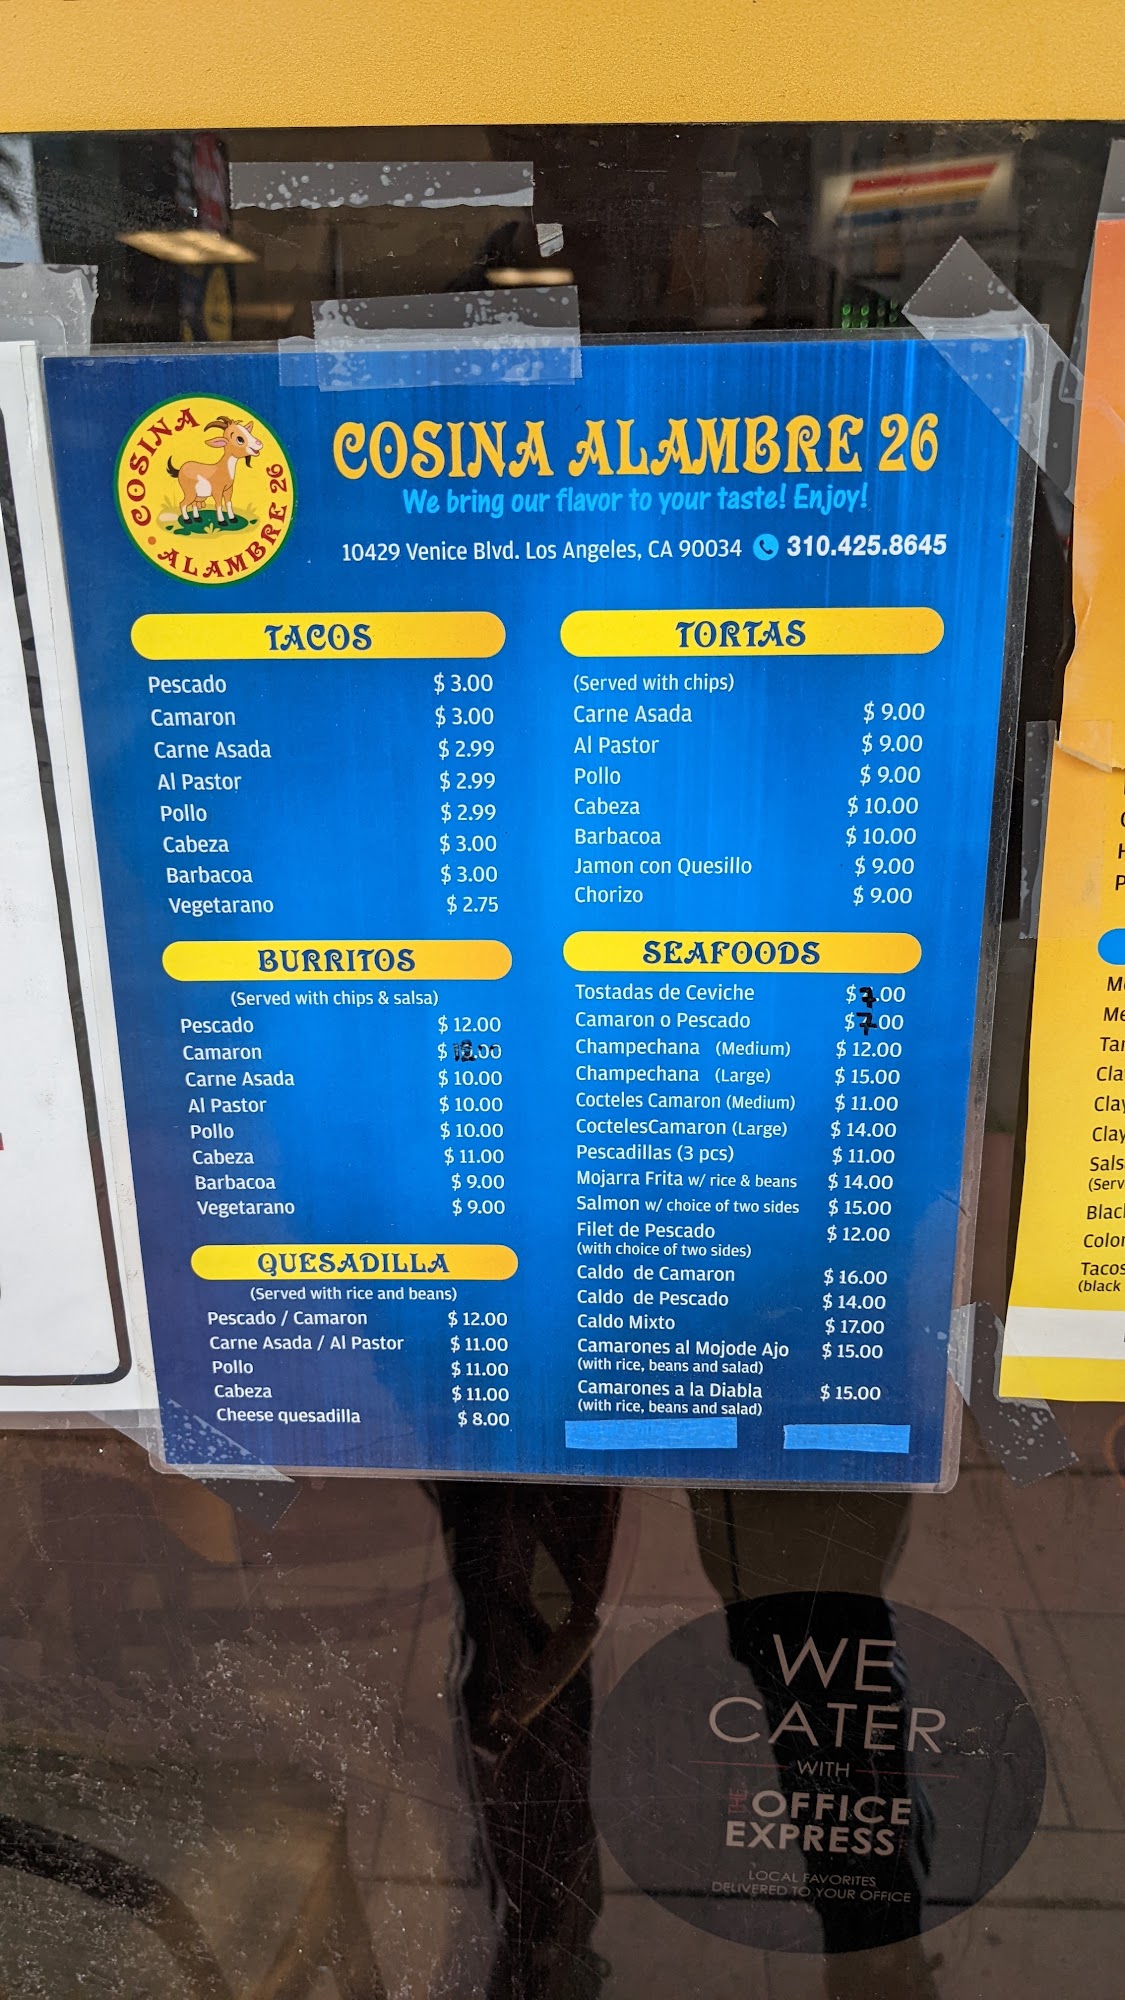 COSINA
ALAMBRE 26
COSINA ALAMBRE 26
We bring our flavor to your taste! Enjoy!
10429 Venice Blvd. Los Angeles, CA 90034 310.425.8645
TACOS
Pescado $ 3.00
Camaron $ 3.00
Carne Asada $ 2.99
Al Pastor $ 2.99
Pollo $ 2.99
Cabeza $ 3.00
Barbacoa $ 3.00
Vegetarano $ 2.75
BURRITOS
(Served with chips & salsa)
Pescado $ 12.00
Camaron $ 12.00
Carne Asada $ 10.00
Al Pastor $ 10.00
Pollo $ 10.00
Cabeza $ 11.00
Barbacoa $ 9.00
Vegetarano $ 9.00
QUESADILLA
(Served with rice and beans)
Pescado / Camaron $ 12.00
Carne Asada / Al Pastor $ 11.00
Pollo $ 11.00
Cabeza $ 11.00
Cheese quesadilla $ 8.00
TORTAS
(Served with chips)
Carne Asada $ 9.00
Al Pastor $ 9.00
Pollo $ 9.00
Cabeza $ 10.00
Barbacoa $ 10.00
Jamon con Quesillo $ 9.00
Chorizo $ 9.00
SEAFOODS
Tostadas de Ceviche $7.00
Camaron o Pescado $7.00
Champechana (Medium) $ 12.00
Champechana (Large) $ 15.00
Cocteles Camaron (Medium) $ 11.00
CoctelesCamaron (Large) $ 14.00
Pescadillas (3 pcs) $ 11.00
Mojarra Frita w/ rice & beans $ 14.00
Salmon w/ choice of two sides $ 15.00
Filet de Pescado $ 12.00
(with choice of two sides)
Caldo de Camaron $ 16.00
Caldo de Pescado $ 14.00
Caldo Mixto $ 17.00
Camarones al Mojode Ajo $ 15.00
(with rice, beans and salad)
Camarones a la Diabla $ 15.00
(with rice, beans and salad)
Tacos
(black
WE
CATER
WITH
THE OFFICE
EXPRESS
LOCAL FAVORITES
DELIVERED TO YOUR OFFICE